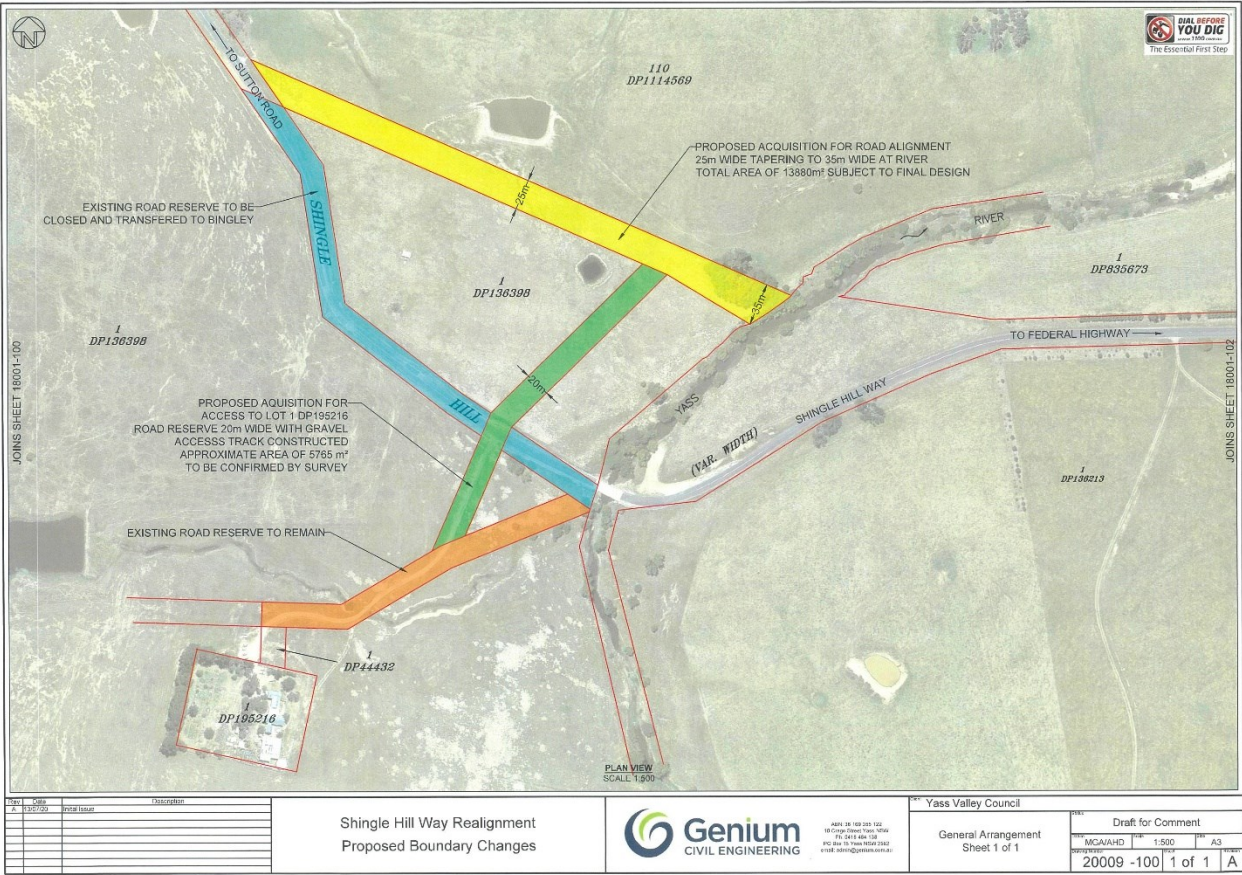 N
DIAL BEFORE
YOU DIG
The Essential First Step
TO SUTTON ROAD
110
DP1114569
PROPOSED ACQUISITION FOR ROAD ALIGNMENT
25m WIDE TAPERING TO 35m WIDE AT RIVER
TOTAL AREA OF 13880m² SUBJECT TO FINAL DESIGN
EXISTING ROAD RESERVE TO BE
CLOSED AND TRANSFERED TO BINGLEY
25m
SHINGLE
RIVER
1
DP835673
1
DP136398
35m
1
DP136398
TO FEDERAL HIGHWAY
JOINS SHEET 18001-100
JOINS SHEET 18001-102
20m
HILL
YASS
SHINGLE HILL WAY
(VAR. WIDTH)
PROPOSED AQUISITION FOR
ACCESS TO LOT 1 DP195216
ROAD RESERVE 20m WIDE WITH GRAVEL
ACCESSS TRACK CONSTRUCTED
APPROXIMATE AREA OF 5765 m²
TO BE CONFIRMED BY SURVEY
1
DP136213
EXISTING ROAD RESERVE TO REMAIN
1
DP44432
1
DP195216
PLAN VIEW
SCALE 1:500
Rev Date Description
A 13/07/20 Initial Issue
Shingle Hill Way Realignment
Proposed Boundary Changes
Genium
CIVIL ENGINEERING
Yass Valley Council
General Arrangement
Sheet 1 of 1
Draft for Comment
MGA/AHD 1:500 A3
20009 -100 1 of 1 A